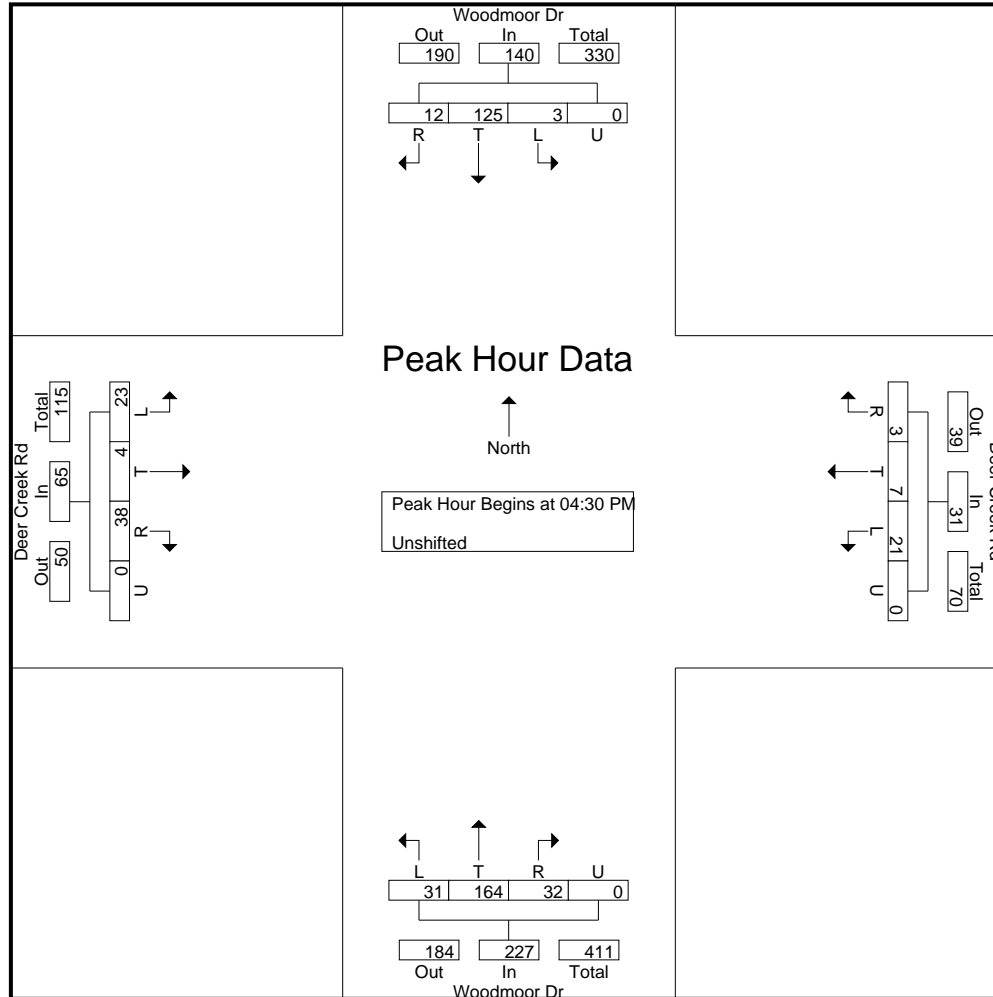 Woodmoor Dr
Out In Total
190 140 330
12 125 3 0
R T L U
Peak Hour Data
North
Peak Hour Begins at 04:30 PM
Unshifted
Deer Creek Rd
Out In Total
50 65 115
23 4 38 0
L T R U
Out In Total
39 31 70
3 7 21 0
R T L U
L T R U
31 164 32 0
184 227 411
Out In Total
Woodmoor Dr